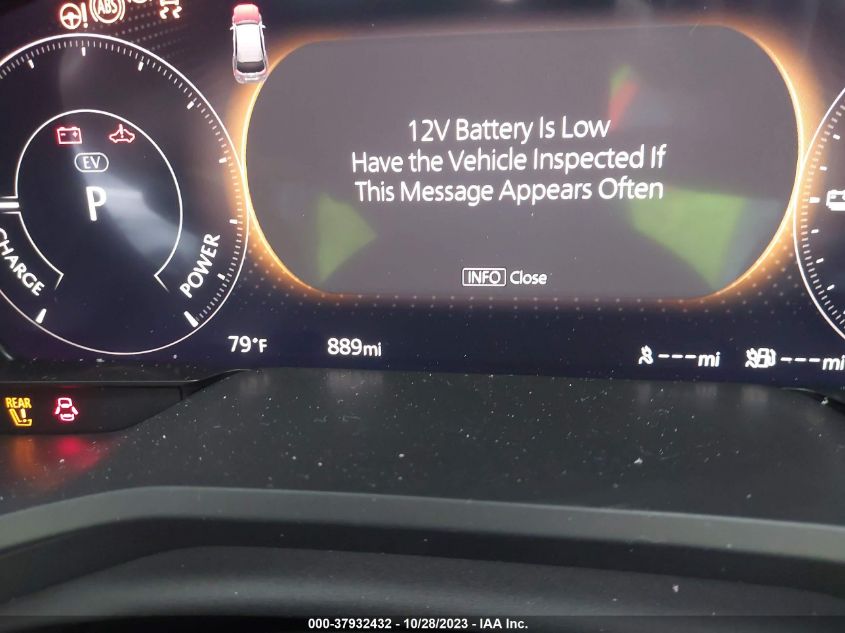 ABS
EV
P
CHARGE
POWER
12V Battery Is Low
Have the Vehicle Inspected If
This Message Appears Often
INFO Close
79°F
889mi
---mi
---mi
REAR
000-37932432 - 10/28/2023 - IAA Inc.